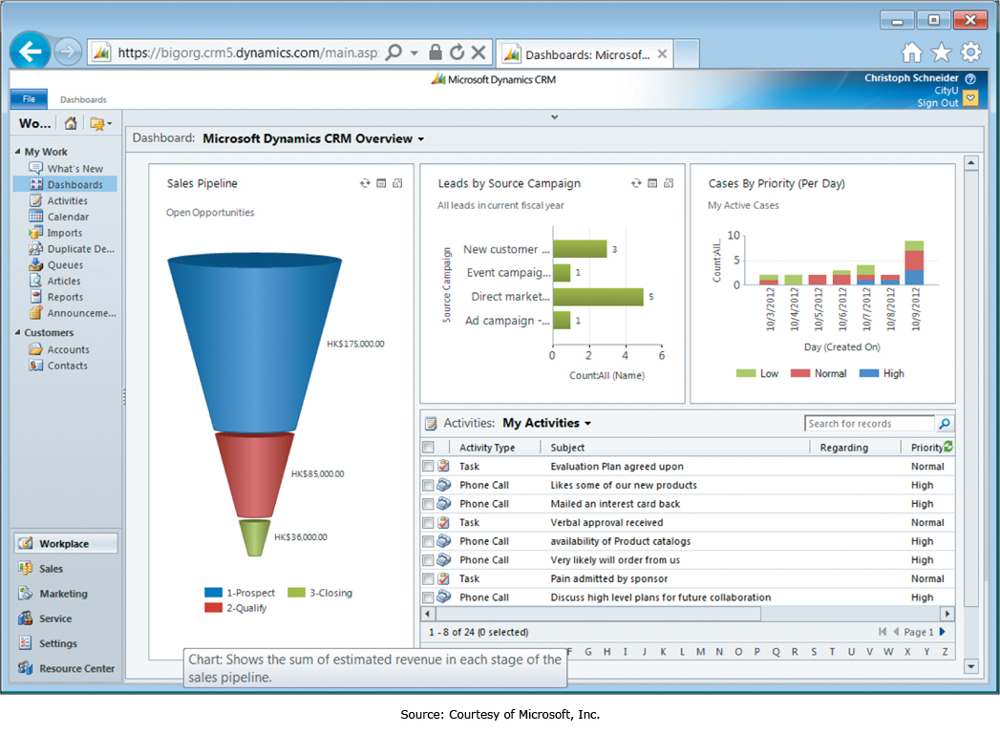 https://bigorg.crm5.dynamics.com/main.asp
Dashboards: Microsof...
Microsoft Dynamics CRM
Christoph Schneider
CityU
Sign Out
File
Dashboards
Wo...
Dashboard: Microsoft Dynamics CRM Overview
My Work
What's New
Dashboards
Activities
Calendar
Imports
Duplicate De...
Queues
Articles
Reports
Announceme...
Customers
Accounts
Contacts
Workplace
Sales
Marketing
Service
Settings
Resource Center
Sales Pipeline
Open Opportunities
HK$175,000.00
HK$85,000.00
HK$36,000.00
1-Prospect
3-Closing
2-Qualify
Chart: Shows the sum of estimated revenue in each stage of the
sales pipeline.
Leads by Source Campaign
All leads in current fiscal year
Source Campaign
New customer ... 3
Event campaig... 1
Direct market... 5
Ad campaign -... 1
0 2 4 6
Count:All (Name)
Cases By Priority (Per Day)
My Active Cases
Count:All...
10
5
0
10/3/2012 10/4/2012 10/5/2012 10/6/2012 10/7/2012 10/8/2012 10/9/2012
Day (Created On)
Low Normal High
Activities: My Activities
Search for records
Activity Type Subject Regarding Priority
Task Evaluation Plan agreed upon Normal
Phone Call Likes some of our new products High
Phone Call Mailed an interest card back High
Task Verbal approval received Normal
Phone Call availability of Product catalogs High
Phone Call Very likely will order from us High
Task Pain admitted by sponsor Normal
Phone Call Discuss high level plans for future collaboration High
1 - 8 of 24 (0 selected) Page 1
F G H I J K L M N O P Q R S T U V W X Y Z
Source: Courtesy of Microsoft, Inc.